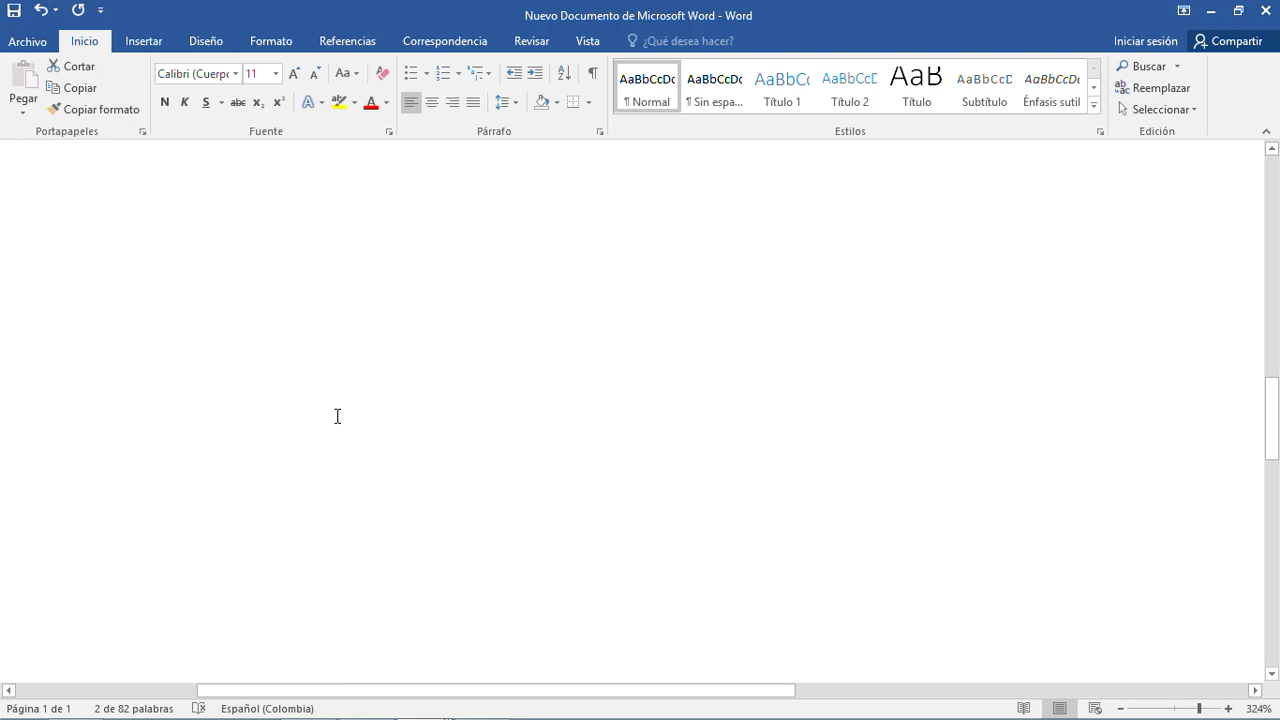 Nuevo Documento de Microsoft Word - Word
Archivo Inicio Insertar Diseño Formato Referencias Correspondencia Revisar Vista ¿Qué desea hacer? Iniciar sesión Compartir
Pegar
Cortar
Copiar
Copiar formato
Portapapeles
Calibri (Cuerpo 11
Aa
N K S abc x₂ x²
A A
Fuente
Párrafo
AaBbCcDc AaBbCcDc AaBbCc AaBbCcD AaB AaBbCcD AaBbCcDc
¶ Normal ¶ Sin espa... Título 1 Título 2 Título Subtítulo Énfasis sutil
Estilos
Buscar
Reemplazar
Seleccionar
Edición
Página 1 de 1 2 de 82 palabras Español (Colombia) 324%